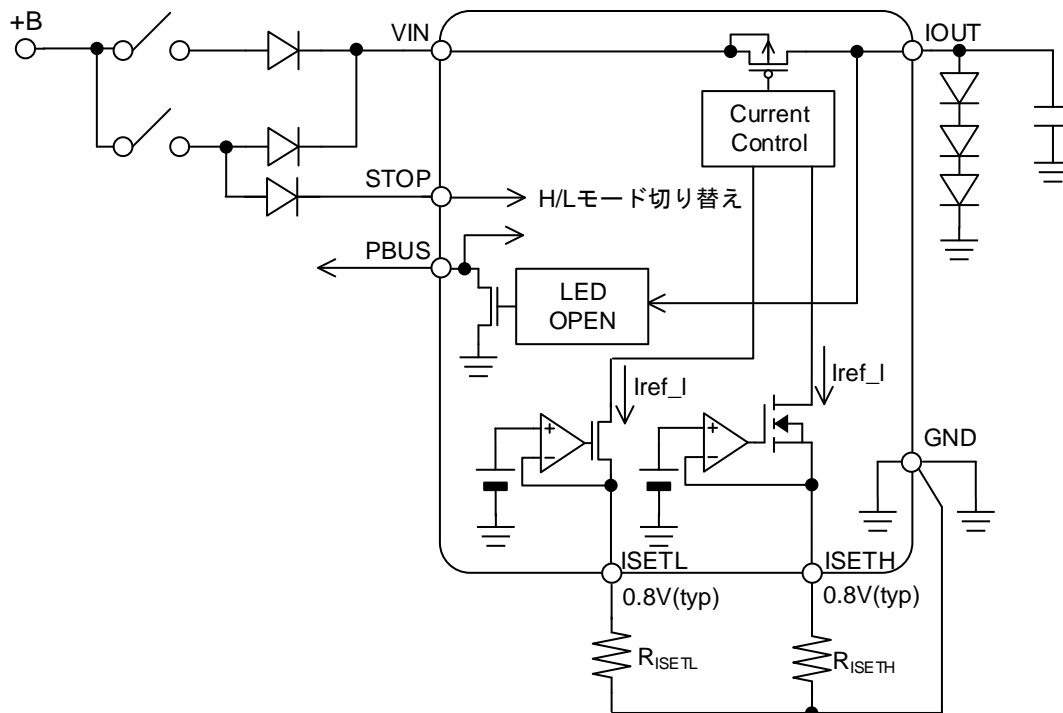 +B
VIN
IOUT
Current
Control
STOP
H/Lモード切り替え
PBUS
LED
OPEN
Iref_l
Iref_l
+
−
+
−
GND
ISETL
ISETH
0.8V(typ)
0.8V(typ)
RISETL
RISETH